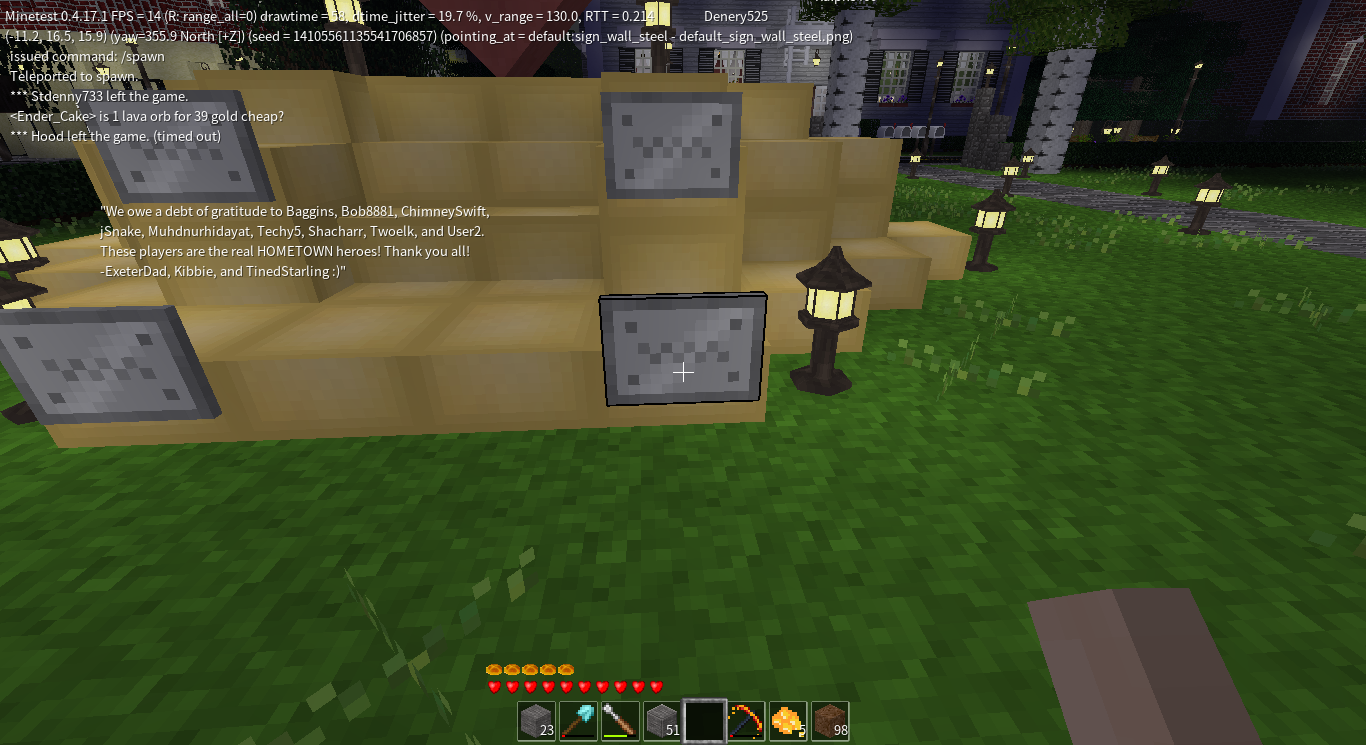 Minetest 0.4.17.1 FPS = 14 (R: range_all=0) drawtime = 58, dtime_jitter = 19.7 %, v_range = 130.0, RTT = 0.214
Denery525
(-11.2, 16.5, 15.9) (yaw=355.9 North [+Z]) (seed = 14105561135541706857) (pointing_at = default:sign_wall_steel - default_sign_wall_steel.png)
Issued command: /spawn
Teleported to spawn.
*** Stdenny733 left the game.
<Ender_Cake> is 1 lava orb for 39 gold cheap?
*** Hood left the game. (timed out)
"We owe a debt of gratitude to Baggins, Bob8881, ChimneySwift,
jSnake, Muhdnurhidayat, Techy5, Shacharr, Twoelk, and User2.
These players are the real HOMETOWN heroes! Thank you all!
-ExeterDad, Kibbie, and TinedStarling :)"
23
51
5
98